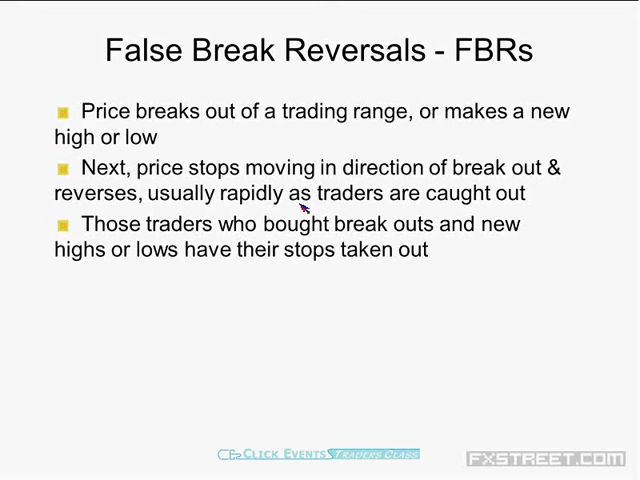 False Break Reversals - FBRs
Price breaks out of a trading range, or makes a new
high or low
Next, price stops moving in direction of break out &
reverses, usually rapidly as traders are caught out
Those traders who bought break outs and new
highs or lows have their stops taken out
CLICK EVENTS TRADERS CLASS
FXSTREET.COM